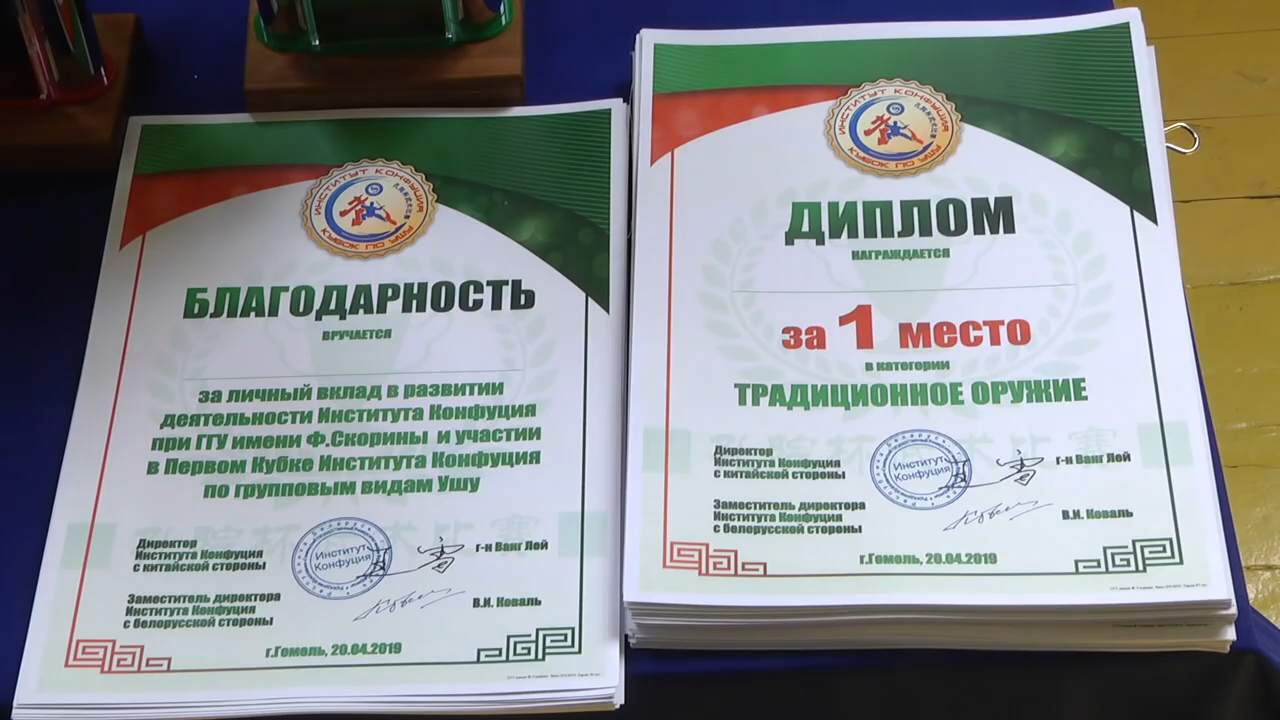 ИНСТИТУТ КОНФУЦИЯ
КУБОК ПО УШУ
БЛАГОДАРНОСТЬ
ВРУЧАЕТСЯ
за личный вклад в развитии
деятельности Института Конфуция
при ГГУ имени Ф.Скорины и участии
в Первом Кубке Института Конфуция
по групповым видам Ушу
Директор
Института Конфуция
с китайской стороны
Институт
Конфуция
г-н Ванг Лой
Заместитель директора
Института Конфуция
с белорусской стороны
В.И. Коваль
г.Гомель, 20.04.2019
ИНСТИТУТ КОНФУЦИЯ
КУБОК ПО УШУ
ДИПЛОМ
НАГРАЖДАЕТСЯ
за 1 место
в категории
ТРАДИЦИОННОЕ ОРУЖИЕ
Директор
Института Конфуция
с китайской стороны
Институт
Конфуция
г-н Ванг Лой
Заместитель директора
Института Конфуция
с белорусской стороны
В.И. Коваль
г.Гомель, 20.04.2019